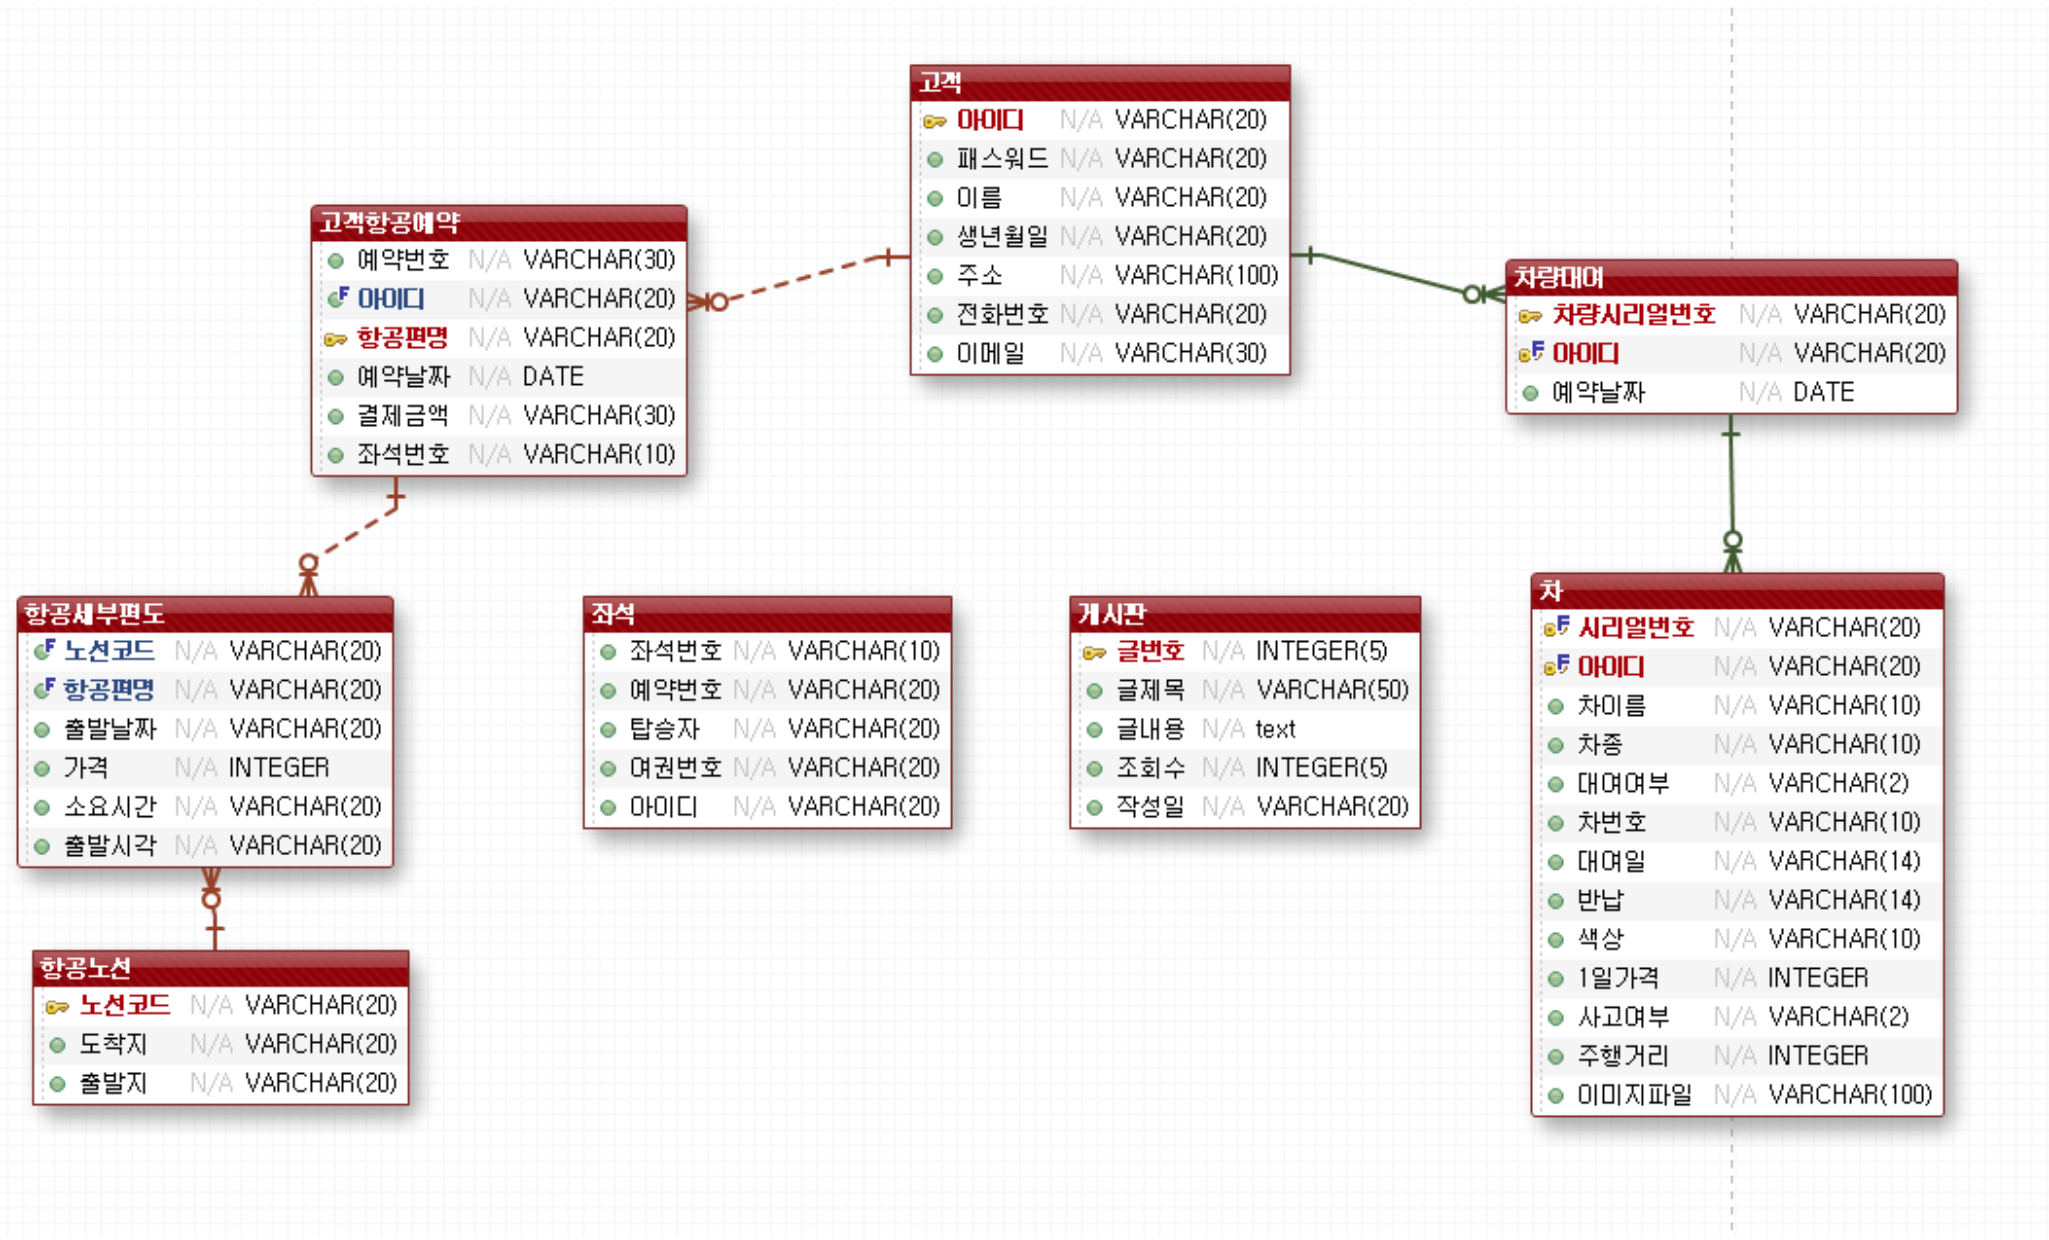 고객
아이디 N/A VARCHAR(20)
패스워드 N/A VARCHAR(20)
이름 N/A VARCHAR(20)
생년월일 N/A VARCHAR(20)
주소 N/A VARCHAR(100)
전화번호 N/A VARCHAR(20)
이메일 N/A VARCHAR(30)
고객항공예약
예약번호 N/A VARCHAR(30)
F 아이디 N/A VARCHAR(20)
항공편명 N/A VARCHAR(20)
예약날짜 N/A DATE
결제금액 N/A VARCHAR(30)
좌석번호 N/A VARCHAR(10)
차량대여
차량시리얼번호 N/A VARCHAR(20)
F 아이디 N/A VARCHAR(20)
예약날짜 N/A DATE
항공세부편도
F 노선코드 N/A VARCHAR(20)
F 항공편명 N/A VARCHAR(20)
출발날짜 N/A VARCHAR(20)
가격 N/A INTEGER
소요시간 N/A VARCHAR(20)
출발시각 N/A VARCHAR(20)
좌석
좌석번호 N/A VARCHAR(10)
예약번호 N/A VARCHAR(20)
탑승자 N/A VARCHAR(20)
여권번호 N/A VARCHAR(20)
아이디 N/A VARCHAR(20)
게시판
글번호 N/A INTEGER(5)
글제목 N/A VARCHAR(50)
글내용 N/A text
조회수 N/A INTEGER(5)
작성일 N/A VARCHAR(20)
차
F 시리얼번호 N/A VARCHAR(20)
F 아이디 N/A VARCHAR(20)
차이름 N/A VARCHAR(10)
차종 N/A VARCHAR(10)
대여여부 N/A VARCHAR(2)
차번호 N/A VARCHAR(10)
대여일 N/A VARCHAR(14)
반납 N/A VARCHAR(14)
색상 N/A VARCHAR(10)
1일가격 N/A INTEGER
사고여부 N/A VARCHAR(2)
주행거리 N/A INTEGER
이미지파일 N/A VARCHAR(100)
항공노선
노선코드 N/A VARCHAR(20)
도착지 N/A VARCHAR(20)
출발지 N/A VARCHAR(20)